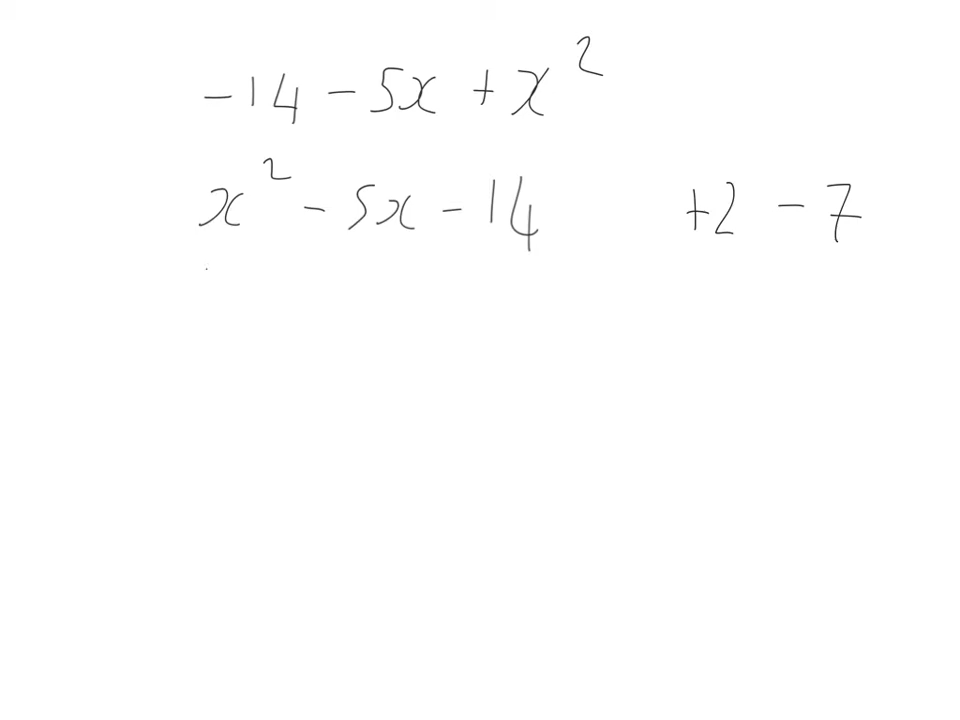 -14 - 5x + x²
x² - 5x - 14 +2 -7